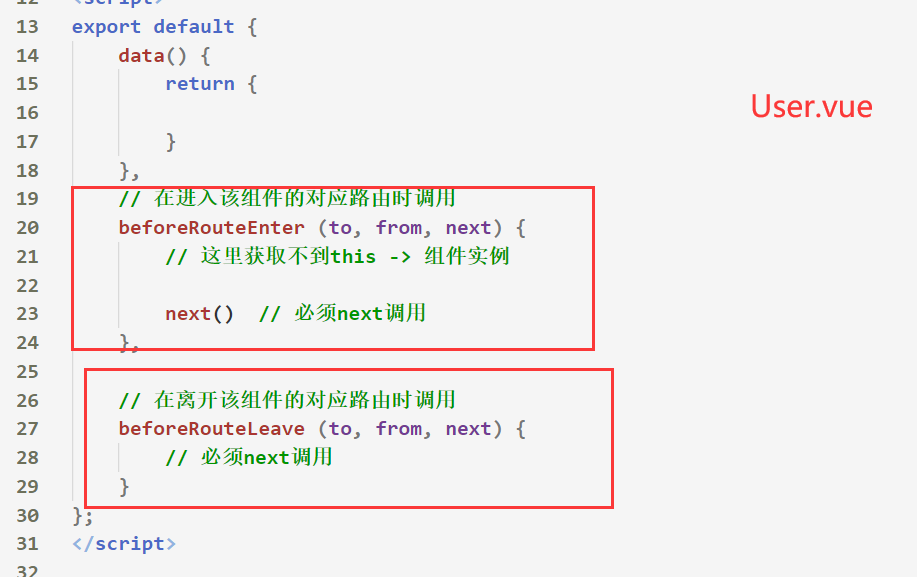 12 <script>
13 export default {
User.vue
14 data() {
15 return {
16
17 }
18 },
19 // 在进入该组件的对应路由时调用
20 beforeRouteEnter (to, from, next) {
21 // 这里获取不到this -> 组件实例
22
23 next() // 必须next调用
24 },
25
26 // 在离开该组件的对应路由时调用
27 beforeRouteLeave (to, from, next) {
28 // 必须next调用
29 }
30 };
31 </script>
32